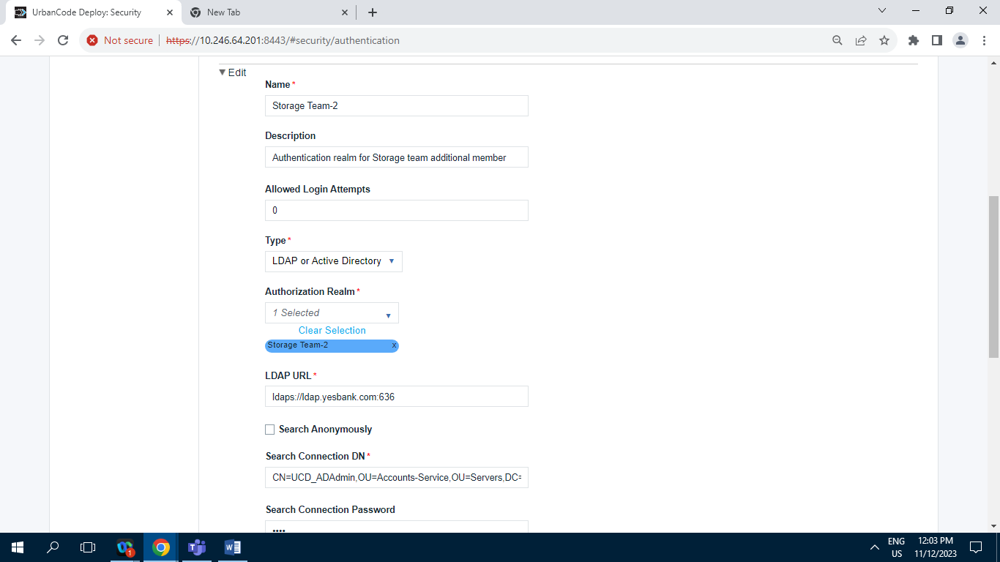 UrbanCode Deploy: Security
New Tab
Not secure
https://10.246.64.201:8443/#security/authentication
Edit
Name *
Storage Team-2
Description
Authentication realm for Storage team additional member
Allowed Login Attempts
0
Type *
LDAP or Active Directory
Authorization Realm *
1 Selected
Clear Selection
Storage Team-2 x
LDAP URL *
ldaps://ldap.yesbank.com:636
Search Anonymously
Search Connection DN *
CN=UCD_ADAdmin,OU=Accounts-Service,OU=Servers,DC=
Search Connection Password
••••
1
ENG
US
12:03 PM
11/12/2023